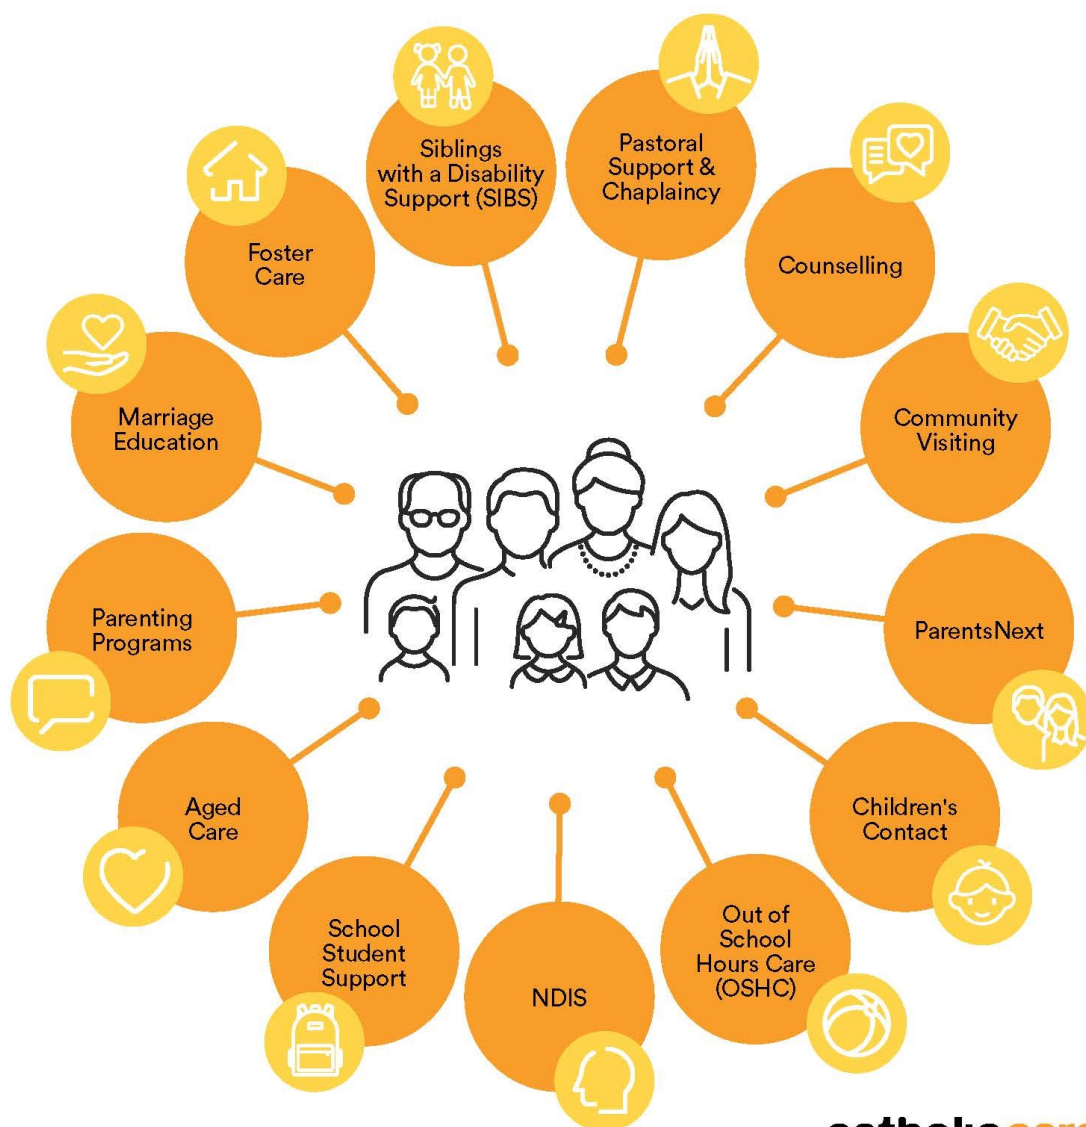 Siblings
with a Disability
Support (SIBS)
Pastoral
Support &
Chaplaincy
Foster
Care
Counselling
Marriage
Education
Community
Visiting
Parenting
Programs
ParentsNext
Aged
Care
Children's
Contact
School
Student
Support
NDIS
Out of
School
Hours Care
(OSHC)